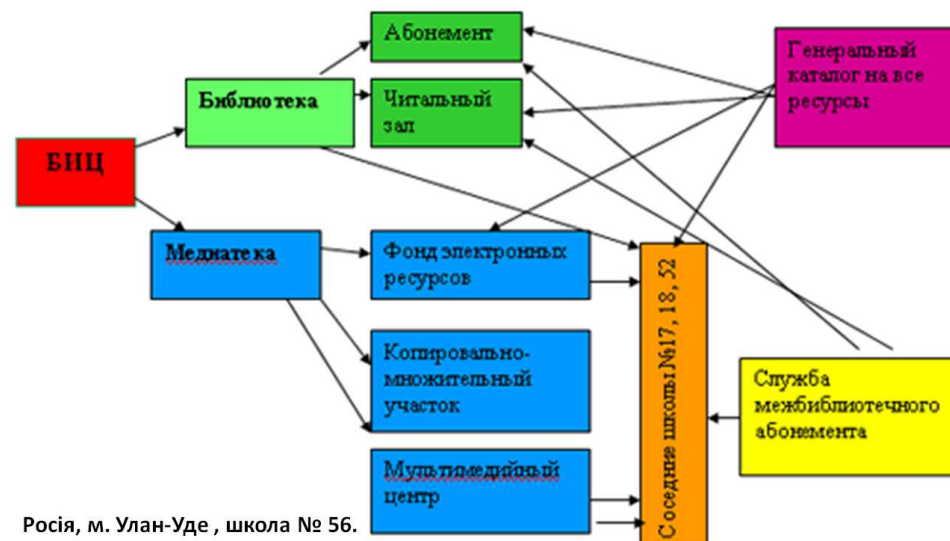 Абонемент
Генеральный
каталог на все
ресурсы
Библиотека
Читальный
зал
БИЦ
Медиатека
Фонд электронных
ресурсов
Соседние школы №17, 18, 52
Копировально-
множительный
участок
Служба
межбиблиотечного
абонемента
Мультимедийный
центр
Росія, м. Улан-Уде , школа № 56.